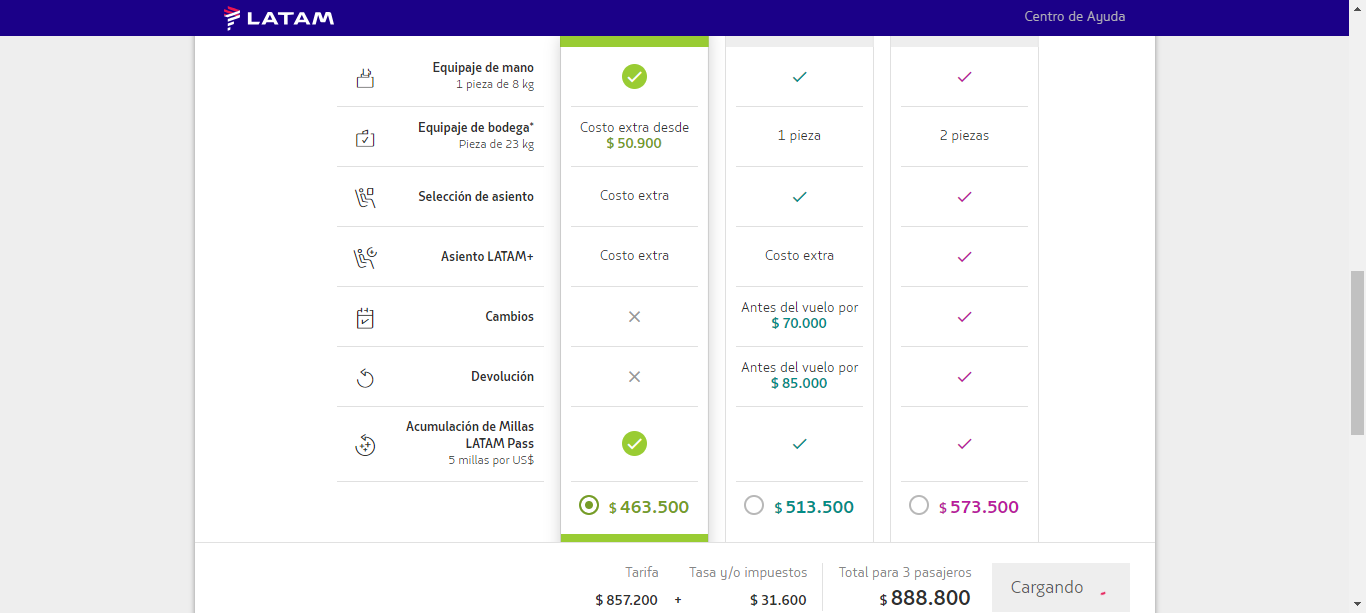 LATAM
Centro de Ayuda
Equipaje de mano
1 pieza de 8 kg
Equipaje de bodega*
Pieza de 23 kg
Costo extra desde
$ 50.900
1 pieza
2 piezas
Selección de asiento
Costo extra
Asiento LATAM+
Costo extra
Costo extra
Cambios
Antes del vuelo por
$ 70.000
Devolución
Antes del vuelo por
$ 85.000
Acumulación de Millas
LATAM Pass
5 millas por US$
$ 463.500
$ 513.500
$ 573.500
Tarifa
Tasa y/o impuestos
Total para 3 pasajeros
$ 857.200
+
$ 31.600
$ 888.800
Cargando